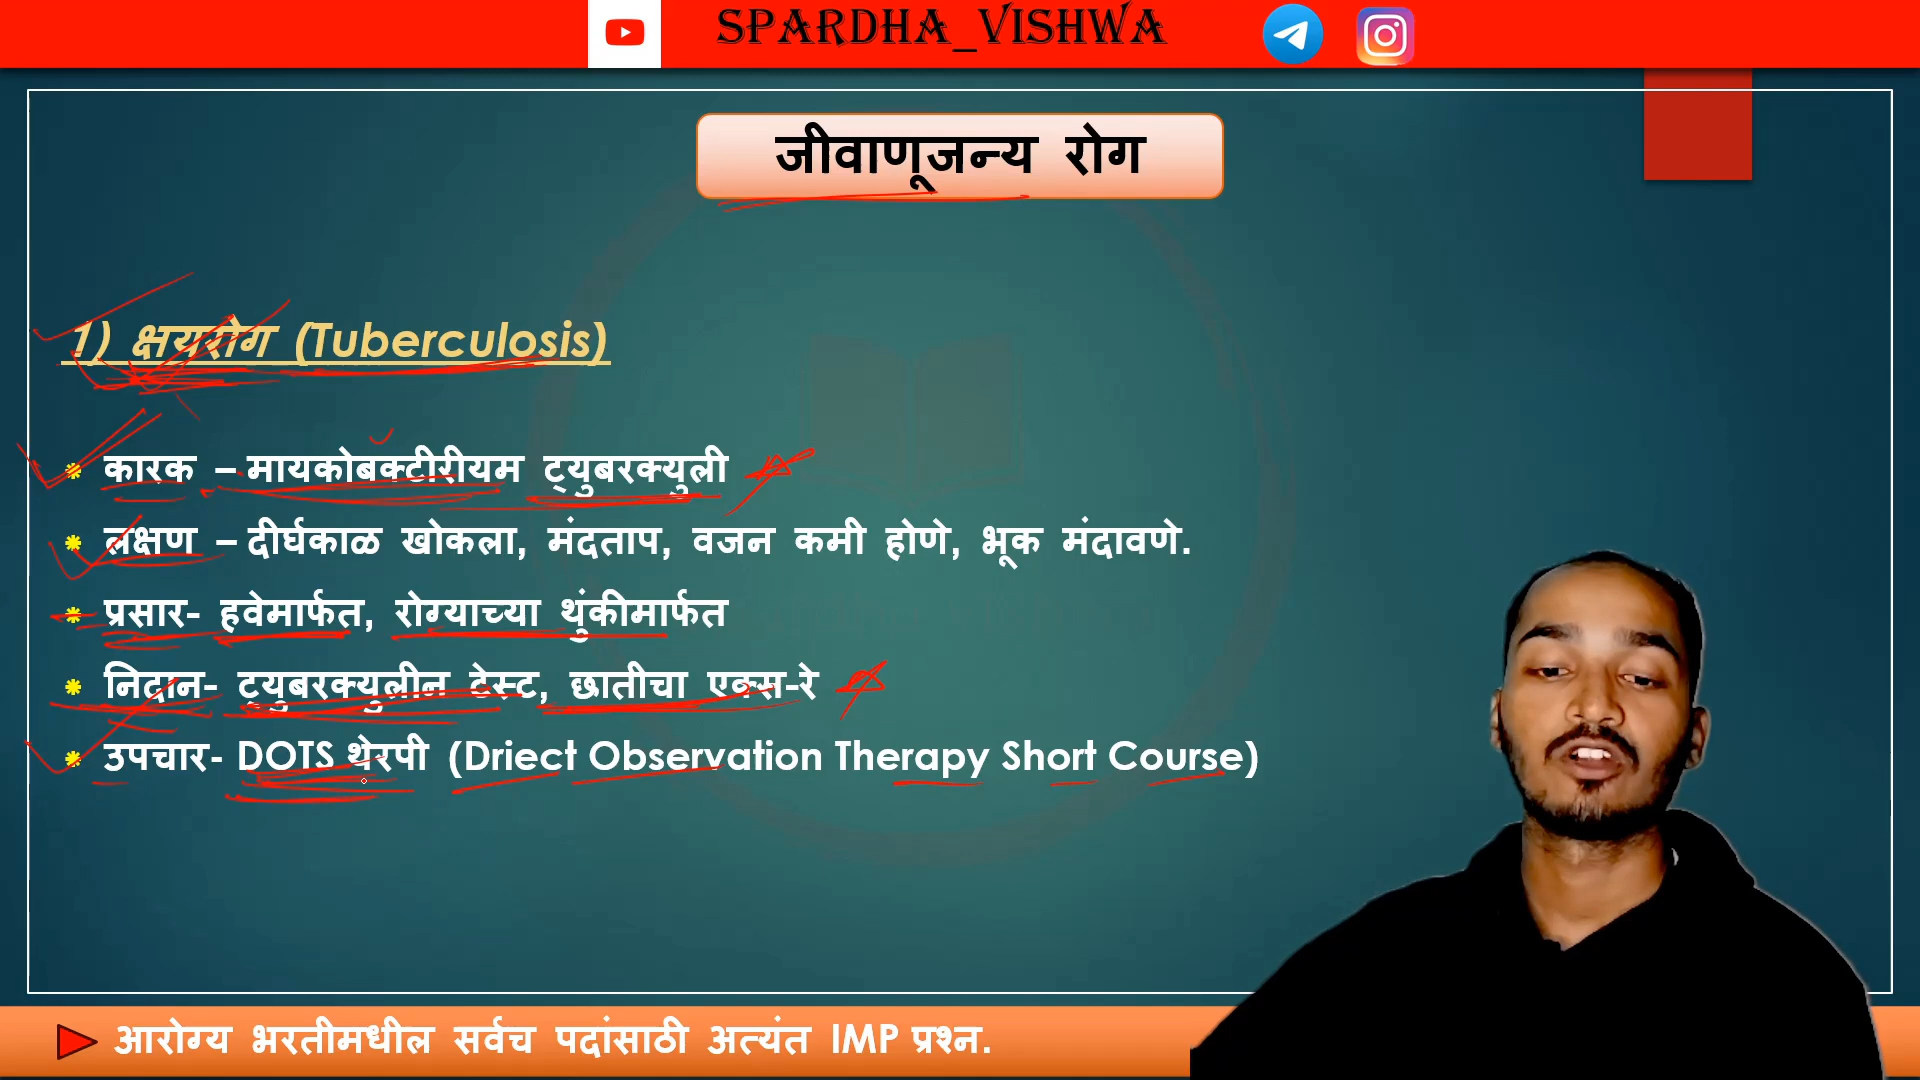 SPARDHA_VISHWA
जीवाणूजन्य रोग
1) क्षयरोग (Tuberculosis)
कारक – मायकोबक्टीरीयम ट्युबरक्युली
लक्षण – दीर्घकाळ खोकला, मंदताप, वजन कमी होणे, भूक मंदावणे.
प्रसार- हवेमार्फत, रोग्याच्या थुंकीमार्फत
निदान- ट्युबरक्युलीन टेस्ट, छातीचा एक्स-रे
उपचार- DOTS थेरपी (Driect Observation Therapy Short Course)
आरोग्य भरतीमधील सर्वच पदांसाठी अत्यंत IMP प्रश्न.